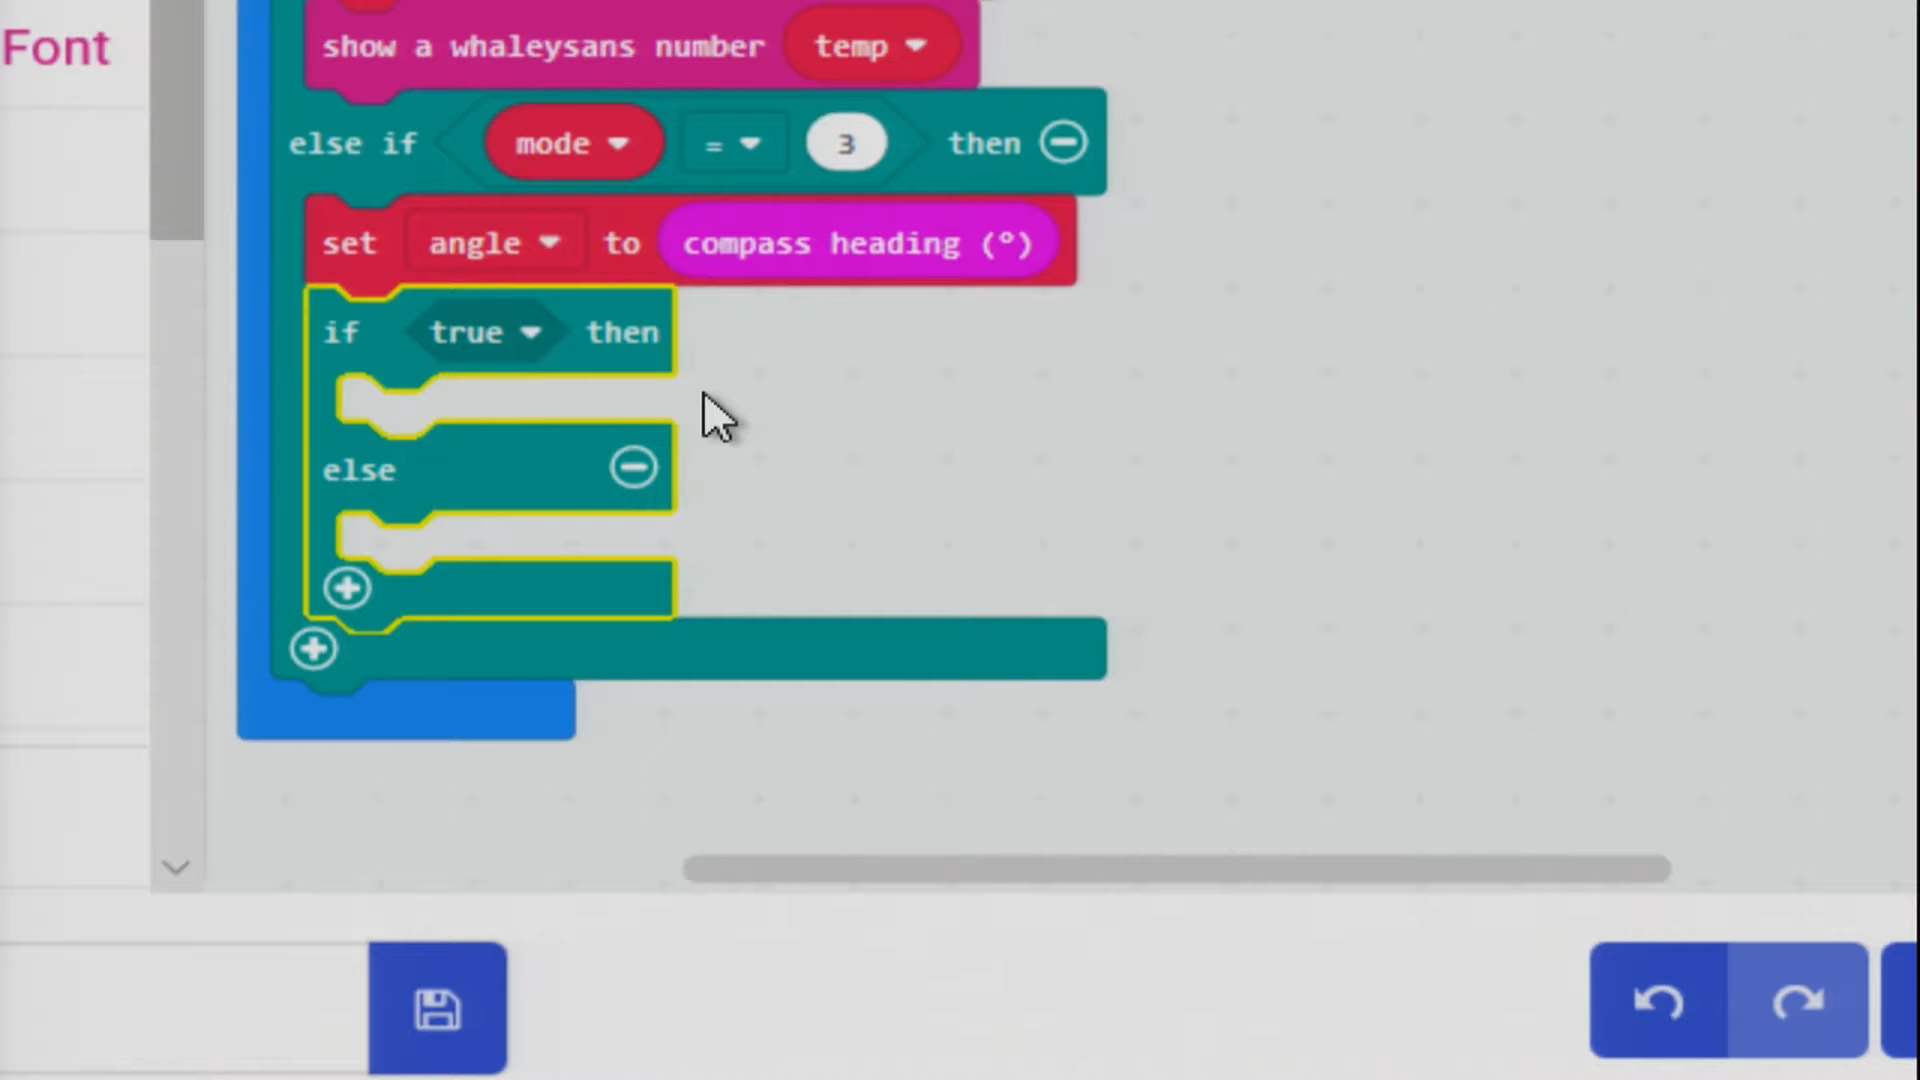 Font
show a whaleysans number temp
else if mode = 3 then
set angle to compass heading (°)
if true then
else